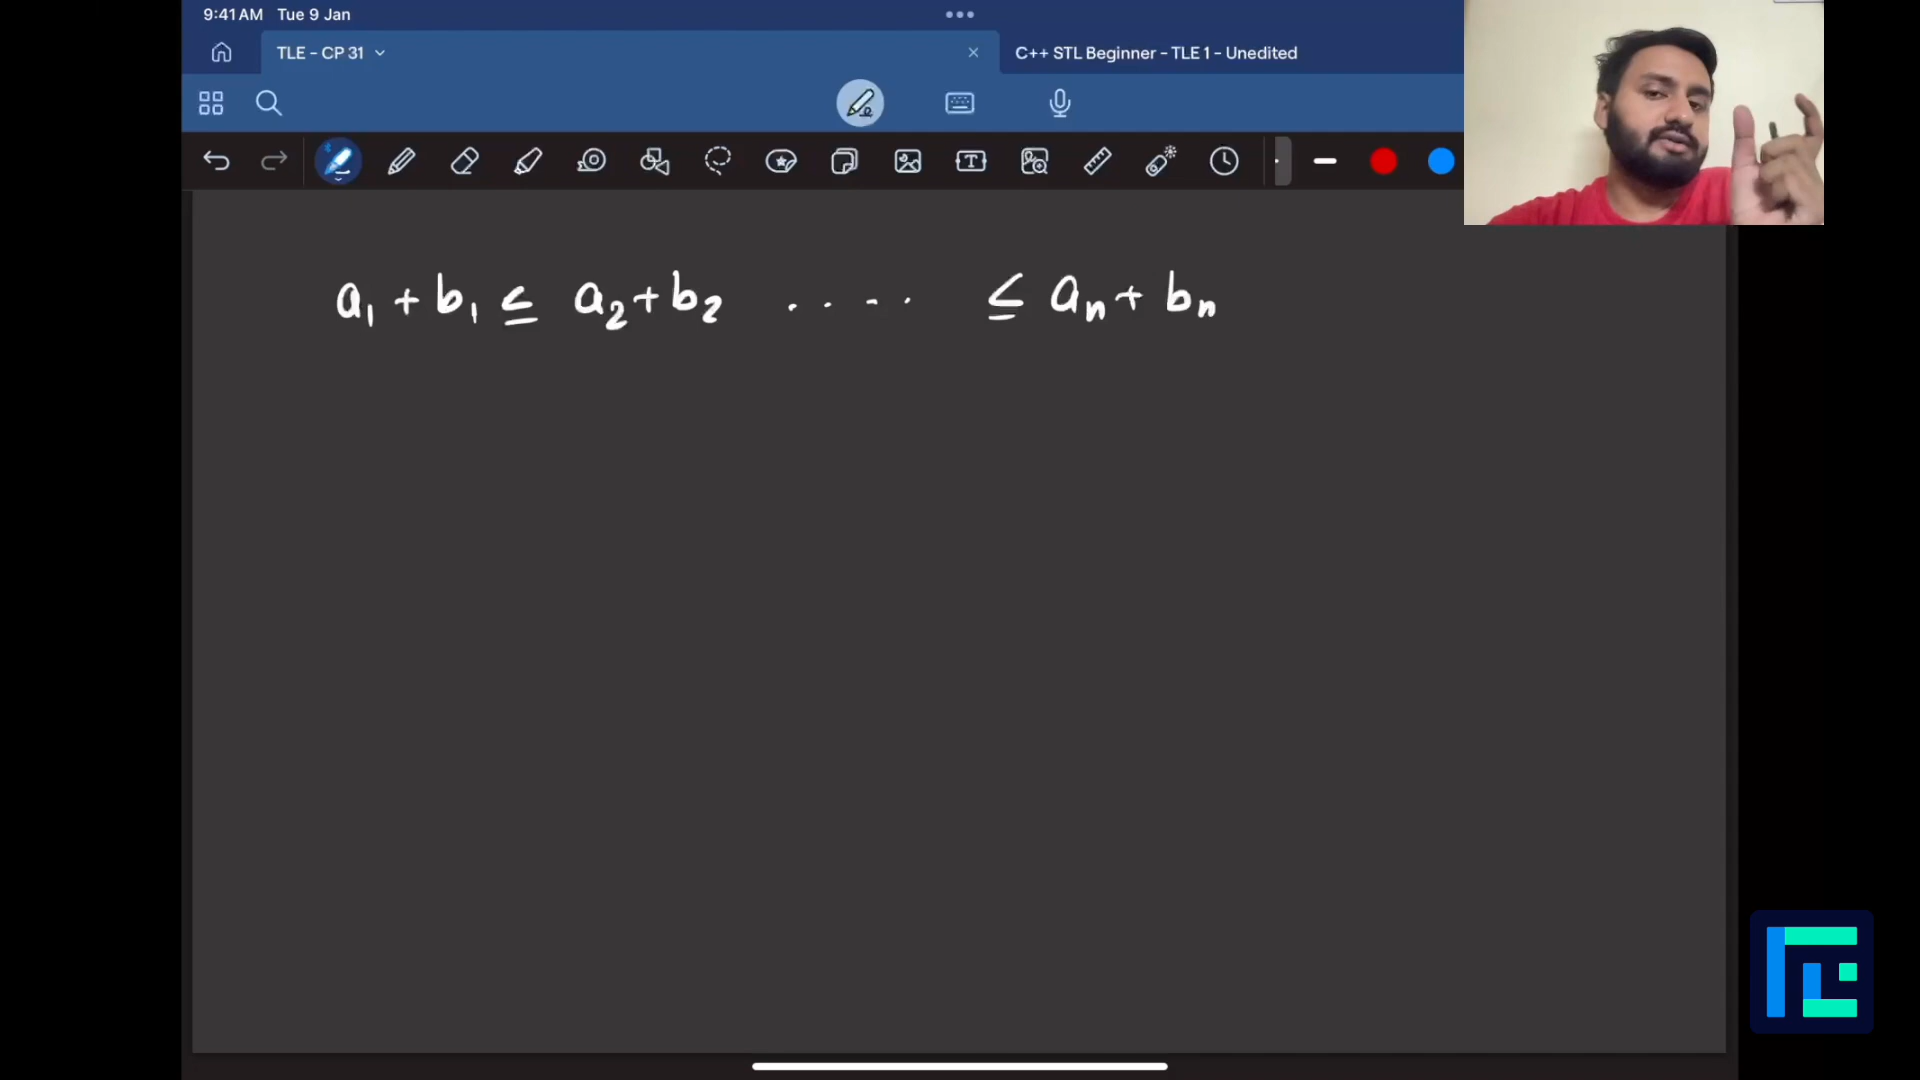 9:41 AM Tue 9 Jan
TLE - CP 31
C++ STL Beginner - TLE 1 - Unedited
a₁ + b₁ ≤ a₂ + b₂ ..... ≤ aₙ + bₙ